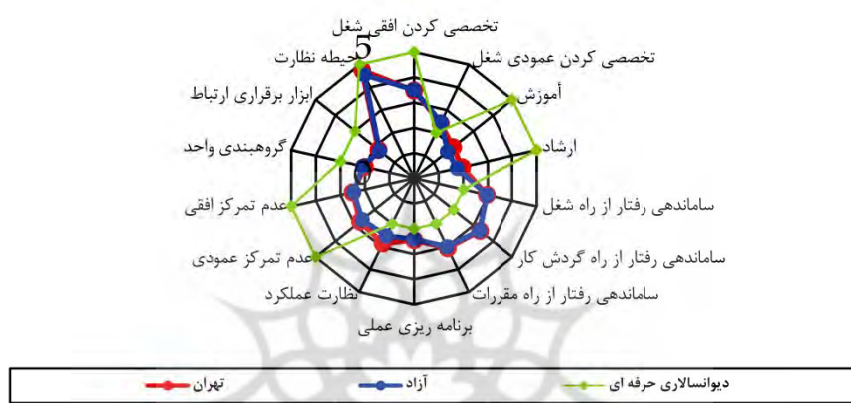 تخصصی کردن افقی شغل
تخصصی کردن عمودی شغل
آموزش
ارشاد
ساماندهی رفتار از راه شغل
ساماندهی رفتار از راه گردش کار
ساماندهی رفتار از راه مقررات
برنامه ریزی عملی
نظارت عملکرد
عدم تمرکز عمودی
عدم تمرکز افقی
گروهبندی واحد
ابزار برقراری ارتباط
حیطه نظارت
5
0
تهران
آزاد
دیوانسالاری حرفه ای